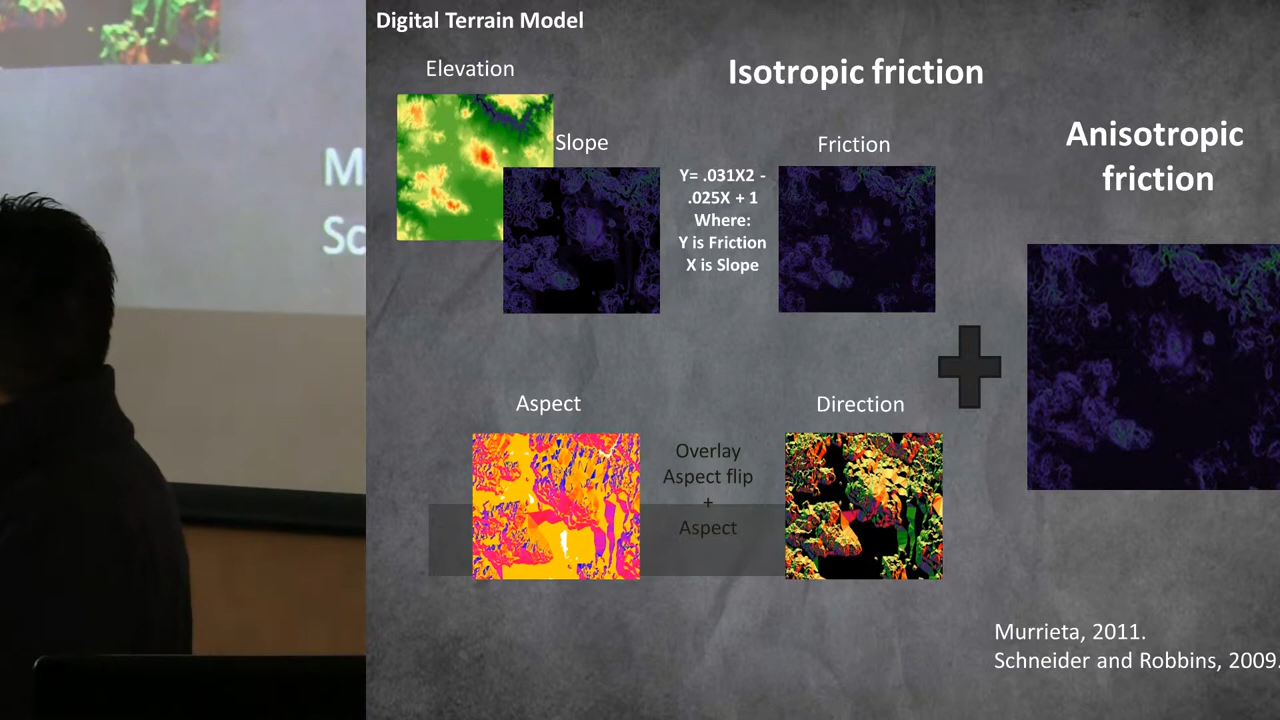 Digital Terrain Model
Elevation
Isotropic friction
Slope
Friction
Anisotropic
friction
Y= .031X2 -
.025X + 1
Where:
Y is Friction
X is Slope
Aspect
Direction
Overlay
Aspect flip
+
Aspect
Murrieta, 2011.
Schneider and Robbins, 2009.
M
Sc